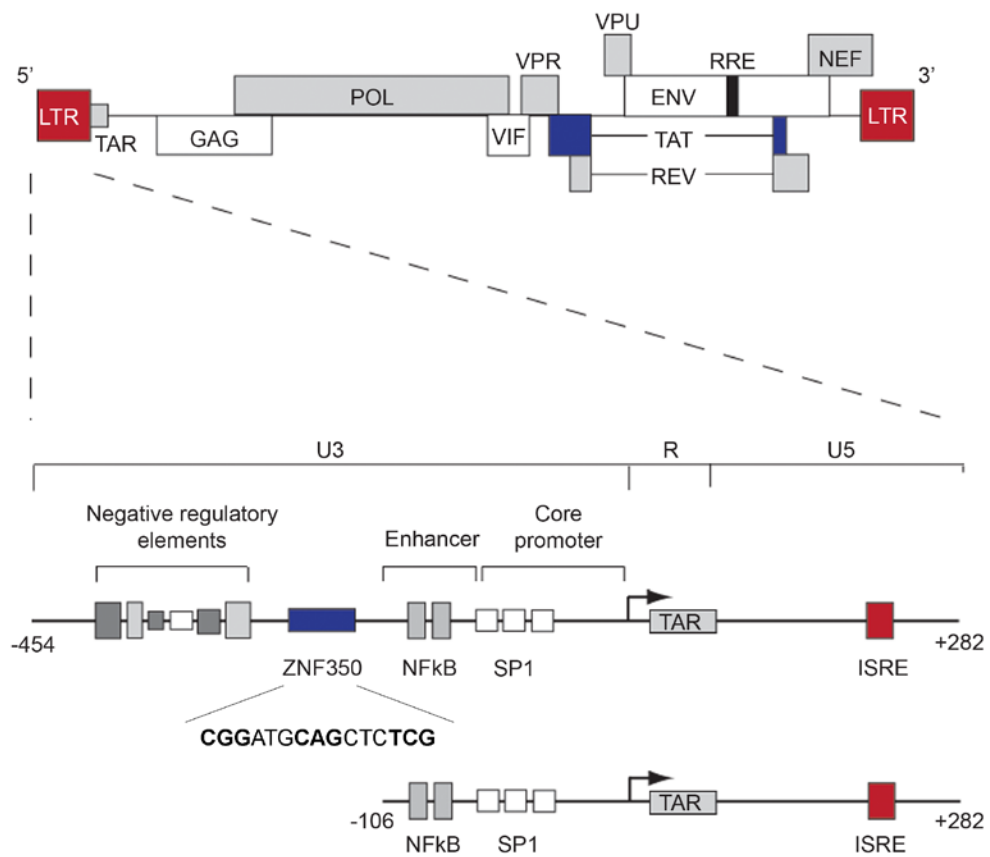 VPU
VPR RRE NEF
5’ 3’
POL ENV
LTR LTR
TAR GAG VIF TAT
REV
U3 R U5
Negative regulatory
elements
Enhancer
Core
promoter
TAR
-454 +282
ZNF350 NFkB SP1 ISRE
CGGATGCAGCTCTCG
TAR
-106 +282
NFkB SP1 ISRE